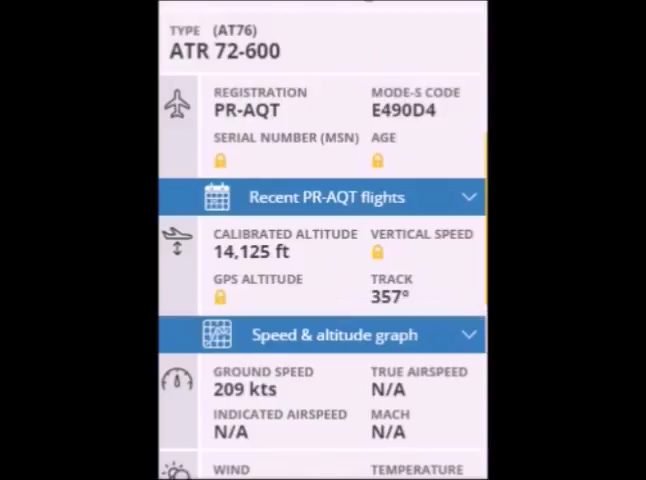 TYPE (AT76)
ATR 72-600
REGISTRATION MODE-S CODE
PR-AQT E490D4
SERIAL NUMBER (MSN) AGE
Recent PR-AQT flights
CALIBRATED ALTITUDE VERTICAL SPEED
14,125 ft
GPS ALTITUDE TRACK
357°
Speed & altitude graph
GROUND SPEED TRUE AIRSPEED
209 kts N/A
INDICATED AIRSPEED MACH
N/A N/A
WIND TEMPERATURE